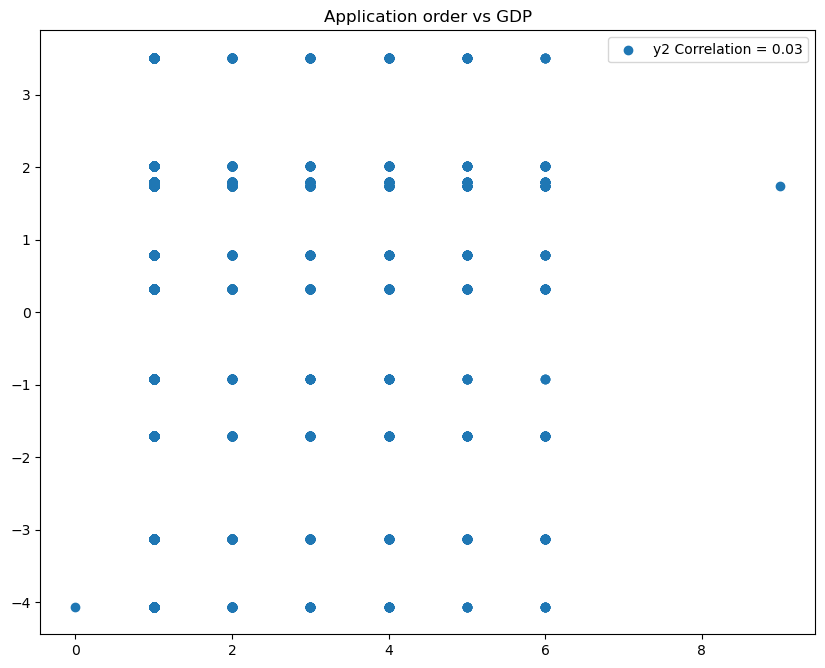 Application order vs GDP
y2 Correlation = 0.03
3
2
1
0
−1
−2
−3
−4
0 2 4 6 8